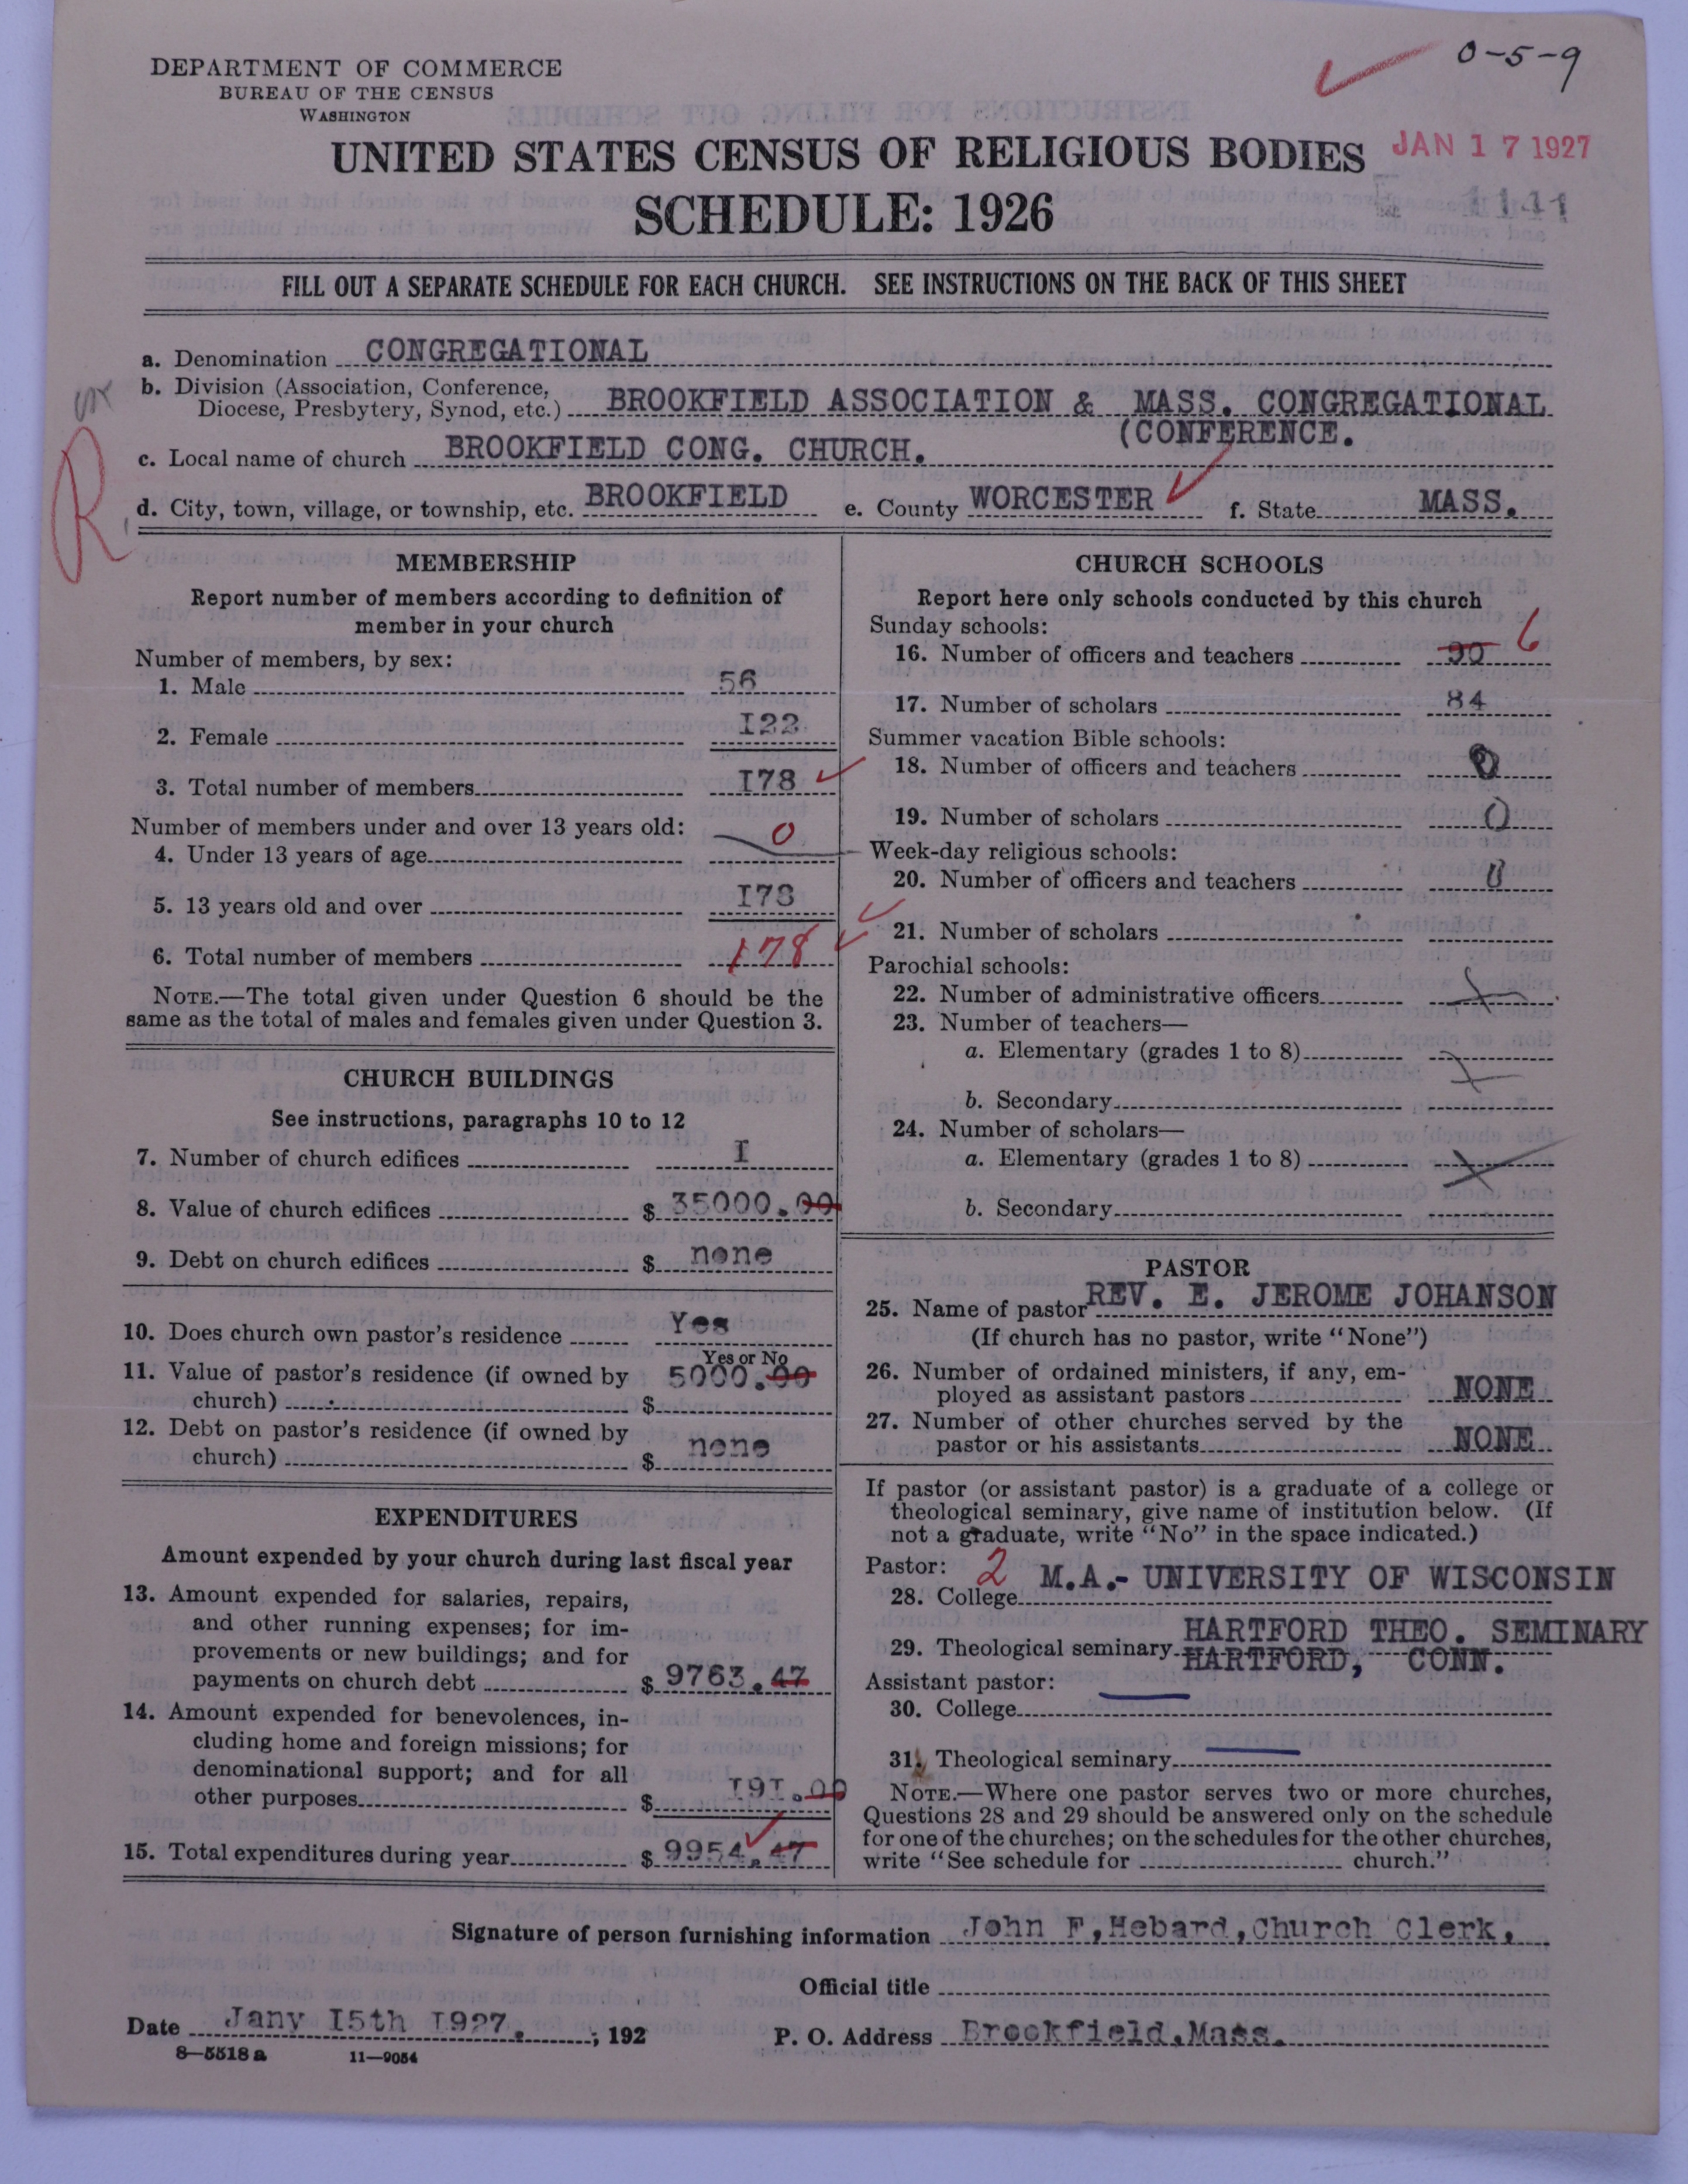 0-5-9
DEPARTMENT OF COMMERCE
BUREAU OF THE CENSUS
WASHINGTON
UNITED STATES CENSUS OF RELIGIOUS BODIES
JAN 17 1927
SCHEDULE: 1926
1141
FILL OUT A SEPARATE SCHEDULE FOR EACH CHURCH. SEE INSTRUCTIONS ON THE BACK OF THIS SHEET
a. Denomination CONGREGATIONAL
b. Division (Association, Conference,
Diocese, Presbytery, Synod, etc.) BROOKFIELD ASSOCIATION & MASS. CONGREGATIONAL
(CONFERENCE.
c. Local name of church BROOKFIELD CONG. CHURCH.
d. City, town, village, or township, etc. BROOKFIELD e. County WORCESTER f. State MASS.
R
MEMBERSHIP
Report number of members according to definition of
member in your church
Number of members, by sex:
1. Male 56
2. Female I22
3. Total number of members I78
Number of members under and over 13 years old:
4. Under 13 years of age 0
5. 13 years old and over I78
6. Total number of members 178
NOTE.—The total given under Question 6 should be the
same as the total of males and females given under Question 3.
CHURCH BUILDINGS
See instructions, paragraphs 10 to 12
7. Number of church edifices I
8. Value of church edifices $ 35000.00
9. Debt on church edifices $ none
10. Does church own pastor's residence Yes
Yes or No
11. Value of pastor's residence (if owned by
church) $ 5000.00
12. Debt on pastor's residence (if owned by
church) $ none
EXPENDITURES
Amount expended by your church during last fiscal year
13. Amount expended for salaries, repairs,
and other running expenses; for im-
provements or new buildings; and for
payments on church debt $ 9763.47
14. Amount expended for benevolences, in-
cluding home and foreign missions; for
denominational support; and for all
other purposes $ I9I.00
15. Total expenditures during year $ 9954.47
CHURCH SCHOOLS
Report here only schools conducted by this church
Sunday schools:
16. Number of officers and teachers 6
17. Number of scholars 84
Summer vacation Bible schools:
18. Number of officers and teachers 0
19. Number of scholars 0
Week-day religious schools:
20. Number of officers and teachers 0
21. Number of scholars
Parochial schools:
22. Number of administrative officers
23. Number of teachers—
a. Elementary (grades 1 to 8)
b. Secondary
24. Number of scholars—
a. Elementary (grades 1 to 8)
b. Secondary
PASTOR
25. Name of pastor REV. E. JEROME JOHANSON
(If church has no pastor, write "None")
26. Number of ordained ministers, if any, em-
ployed as assistant pastors NONE
27. Number of other churches served by the
pastor or his assistants NONE
If pastor (or assistant pastor) is a graduate of a college or
theological seminary, give name of institution below. (If
not a graduate, write "No" in the space indicated.)
Pastor: 2
28. College M.A.- UNIVERSITY OF WISCONSIN
29. Theological seminary HARTFORD THEO. SEMINARY
HARTFORD, CONN.
Assistant pastor:
30. College
31. Theological seminary
NOTE.—Where one pastor serves two or more churches,
Questions 28 and 29 should be answered only on the schedule
for one of the churches; on the schedules for the other churches,
write "See schedule for church."
Signature of person furnishing information John F,Hebard,Church Clerk,
Official title
Date Jany I5th I927. ; 192
P. O. Address Brookfield,Mass.
8—5518 a 11—9054